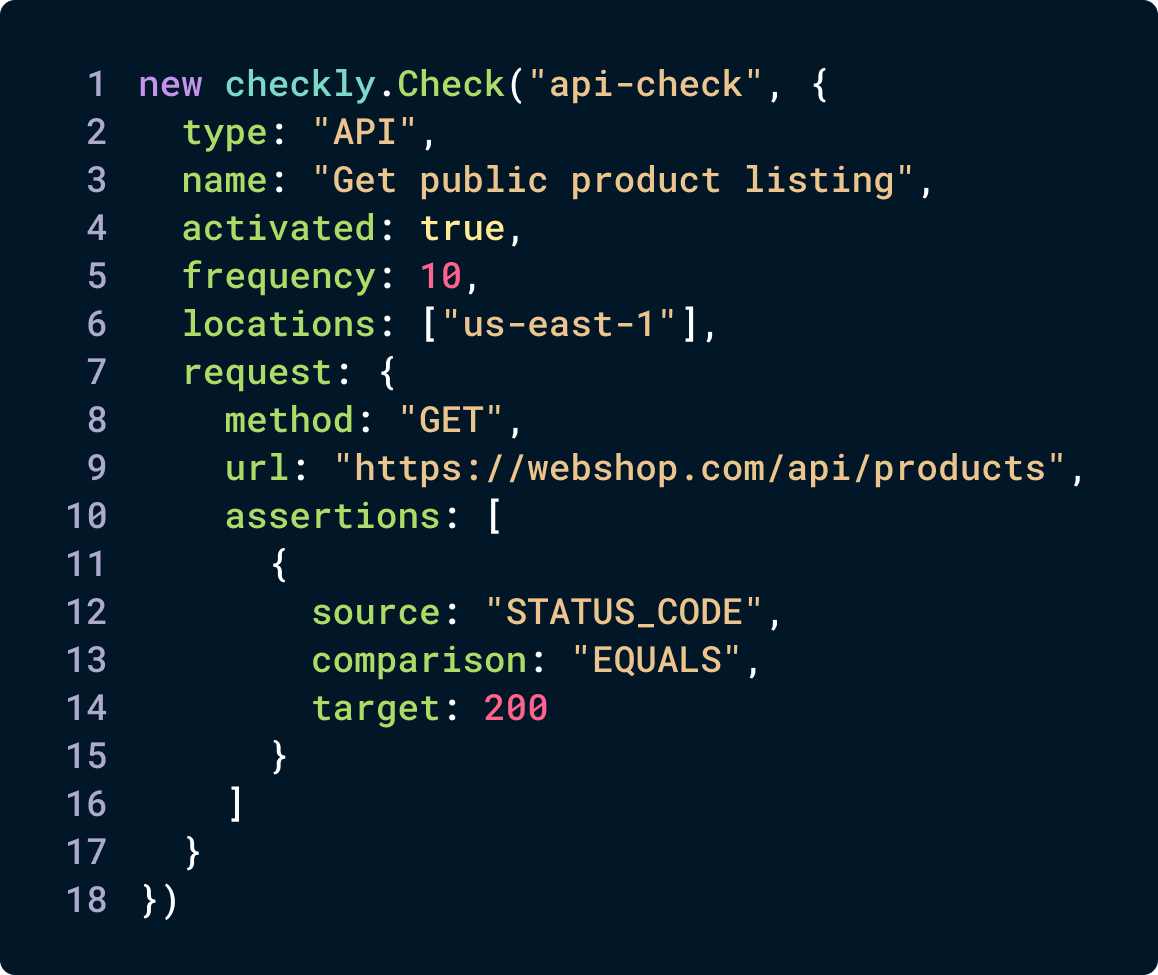 1 new checkly.Check("api-check", {
2   type: "API",
3   name: "Get public product listing",
4   activated: true,
5   frequency: 10,
6   locations: ["us-east-1"],
7   request: {
8     method: "GET",
9     url: "https://webshop.com/api/products",
10     assertions: [
11       {
12         source: "STATUS_CODE",
13         comparison: "EQUALS",
14         target: 200
15       }
16     ]
17   }
18 })